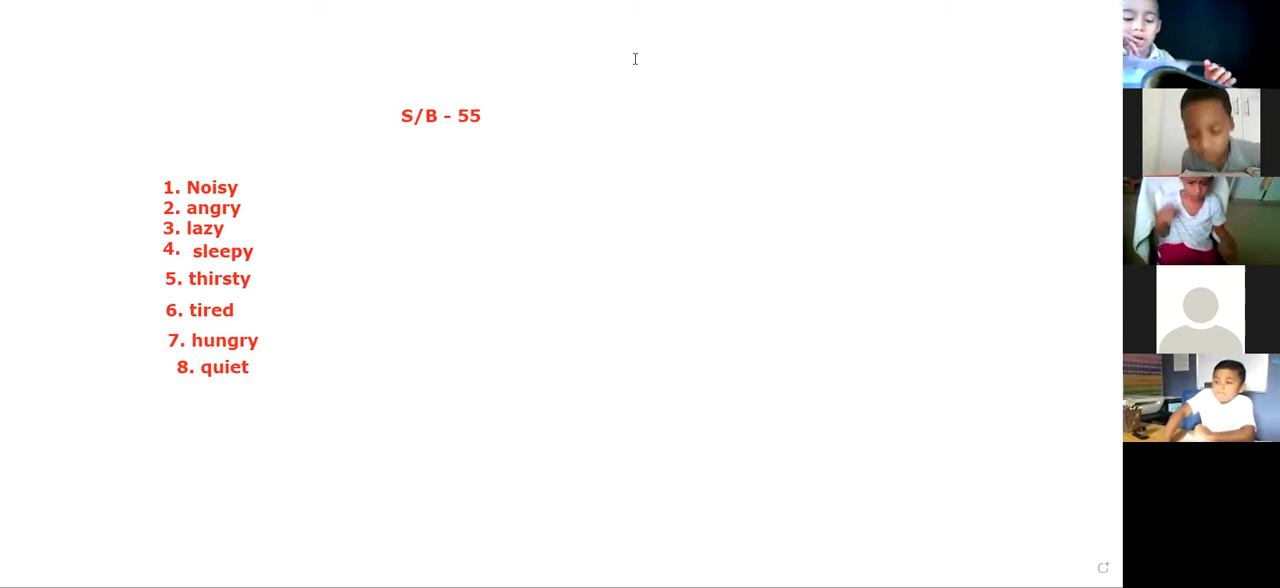 S/B - 55
1. Noisy
2. angry
3. lazy
4. sleepy
5. thirsty
6. tired
7. hungry
8. quiet